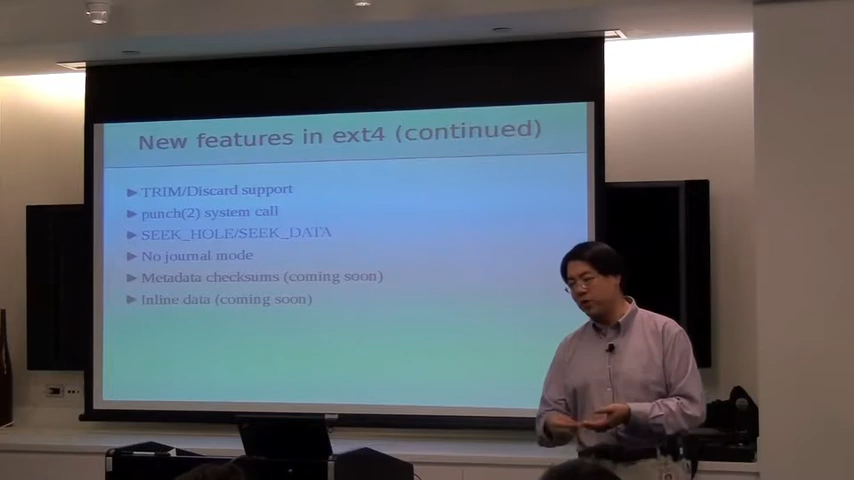 New features in ext4 (continued)
TRIM/Discard support
punch(2) system call
SEEK_HOLE/SEEK_DATA
No journal mode
Metadata checksums (coming soon)
Inline data (coming soon)